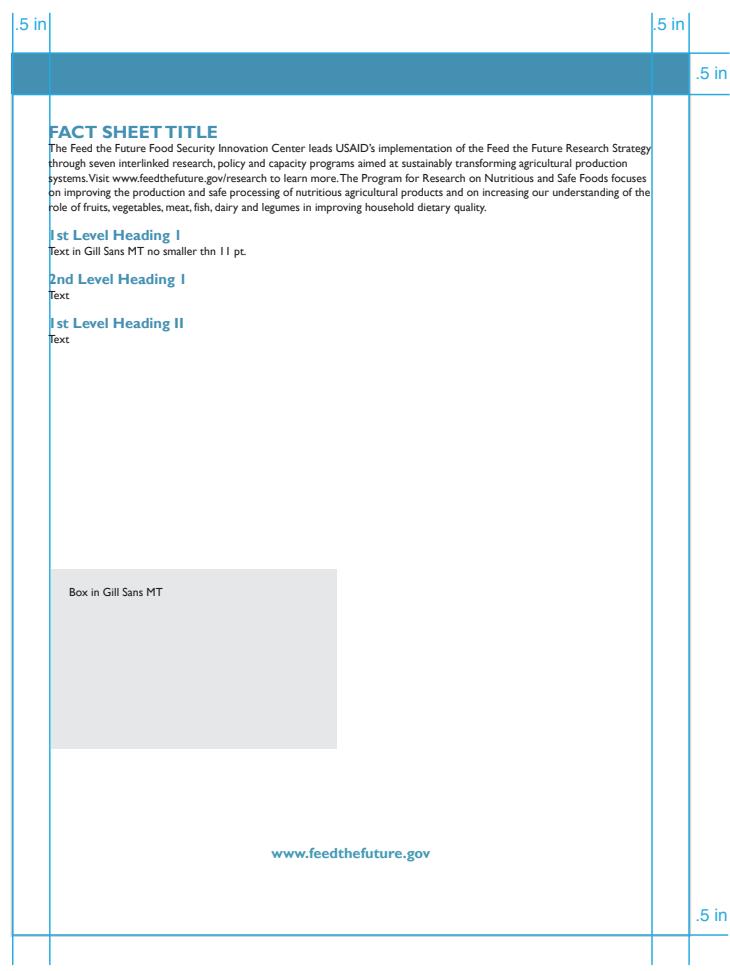 .5 in .5 in
.5 in
FACT SHEET TITLE
The Feed the Future Food Security Innovation Center leads USAID's implementation of the Feed the Future Research Strategy
through seven interlinked research, policy and capacity programs aimed at sustainably transforming agricultural production
systems. Visit www.feedthefuture.gov/research to learn more. The Program for Research on Nutritious and Safe Foods focuses
on improving the production and safe processing of nutritious agricultural products and on increasing our understanding of the
role of fruits, vegetables, meat, fish, dairy and legumes in improving household dietary quality.
1st Level Heading 1
Text in Gill Sans MT no smaller thn 11 pt.
2nd Level Heading 1
Text
1st Level Heading II
Text
Box in Gill Sans MT
www.feedthefuture.gov
.5 in